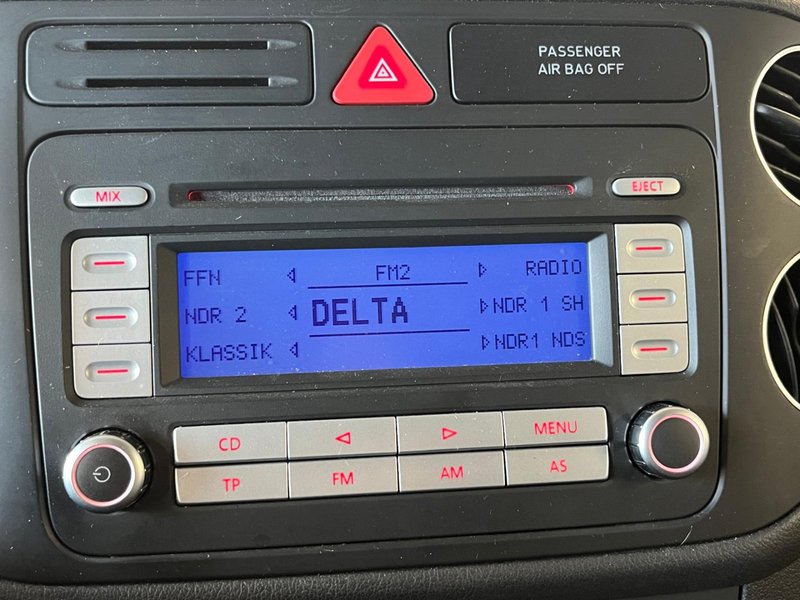 PASSENGER
AIR BAG OFF
MIX
EJECT
FFN
FM2
RADIO
NDR 2
DELTA
NDR 1 SH
KLASSIK
NDR1 NDS
CD
MENU
TP
FM
AM
AS